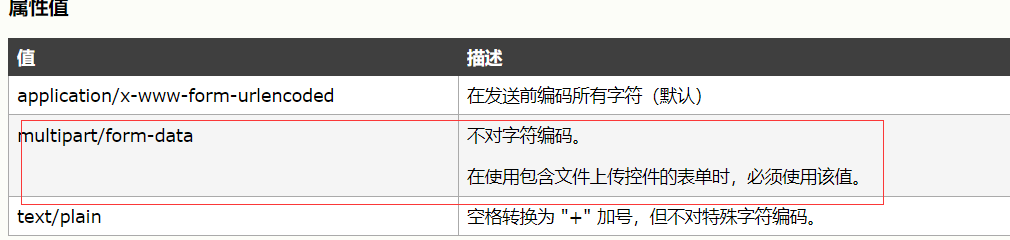 属性值
值 描述
application/x-www-form-urlencoded 在发送前编码所有字符（默认）
multipart/form-data 不对字符编码。
在使用包含文件上传控件的表单时，必须使用该值。
text/plain 空格转换为 "+" 加号，但不对特殊字符编码。